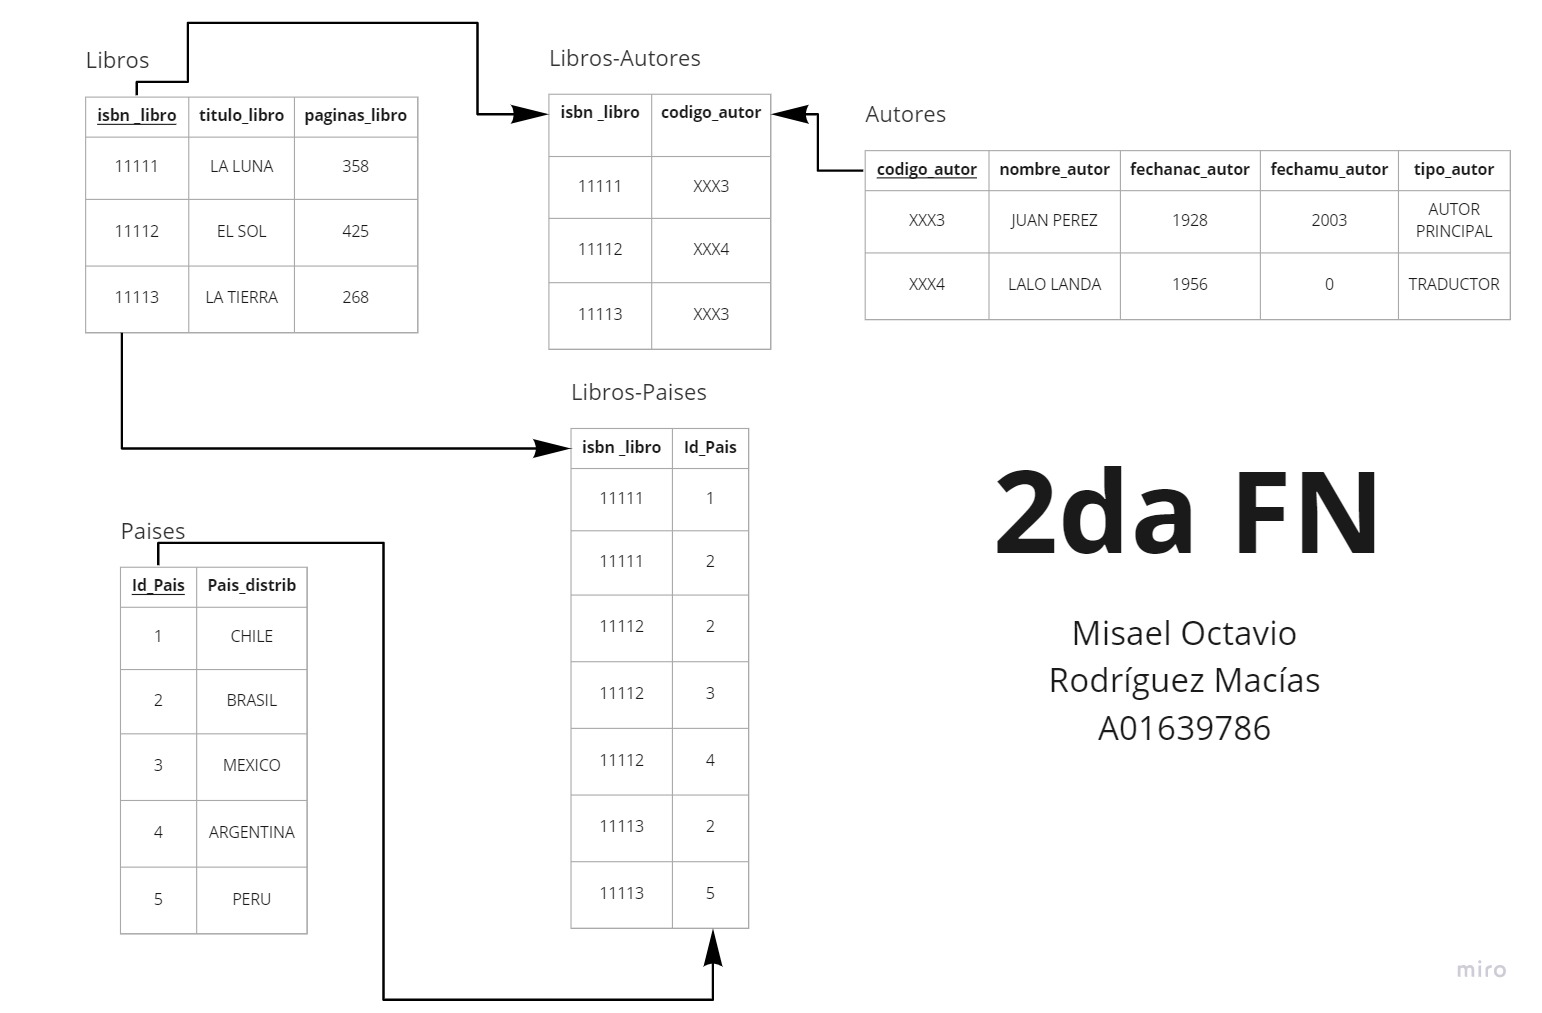 Libros
isbn _libro titulo_libro paginas_libro
11111 LA LUNA 358
11112 EL SOL 425
11113 LA TIERRA 268
Libros-Autores
isbn _libro codigo_autor
11111 XXX3
11112 XXX4
11113 XXX3
Autores
codigo_autor nombre_autor fechanac_autor fechamu_autor tipo_autor
XXX3 JUAN PEREZ 1928 2003 AUTOR
PRINCIPAL
XXX4 LALO LANDA 1956 0 TRADUCTOR
Libros-Paises
isbn _libro Id_Pais
11111 1
11111 2
11112 2
11112 3
11112 4
11113 2
11113 5
Paises
Id_Pais Pais_distrib
1 CHILE
2 BRASIL
3 MEXICO
4 ARGENTINA
5 PERU
2da FN
Misael Octavio
Rodríguez Macías
A01639786
miro